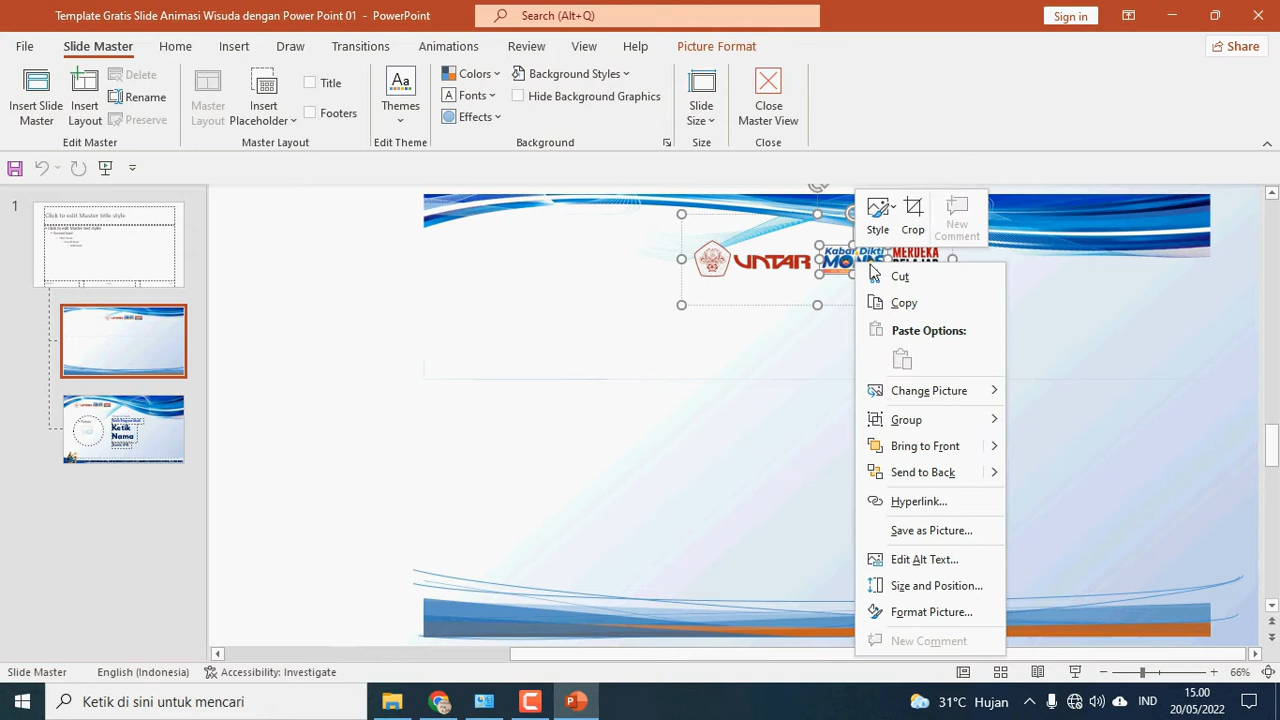 Template Gratis Slide Animasi Wisuda dengan Power Point 01 - PowerPoint
Search (Alt+Q)
Sign in
File
Slide Master
Home
Insert
Draw
Transitions
Animations
Review
View
Help
Picture Format
Share
Insert Slide Master
Insert Layout
Delete
Rename
Preserve
Edit Master
Master Layout
Insert Placeholder
Title
Footers
Master Layout
Themes
Edit Theme
Colors
Fonts
Effects
Background Styles
Hide Background Graphics
Background
Slide Size
Size
Close Master View
Close
1
Click to edit Master title style
Ketik
Nama
UNTAR
Kabar Dikti
MERDEKA
BELAJAR
Style
Crop
New Comment
Cut
Copy
Paste Options:
Change Picture
Group
Bring to Front
Send to Back
Hyperlink...
Save as Picture...
Edit Alt Text...
Size and Position...
Format Picture...
New Comment
Slide Master
English (Indonesia)
Accessibility: Investigate
66%
Ketik di sini untuk mencari
31°C Hujan
IND
15.00
20/05/2022